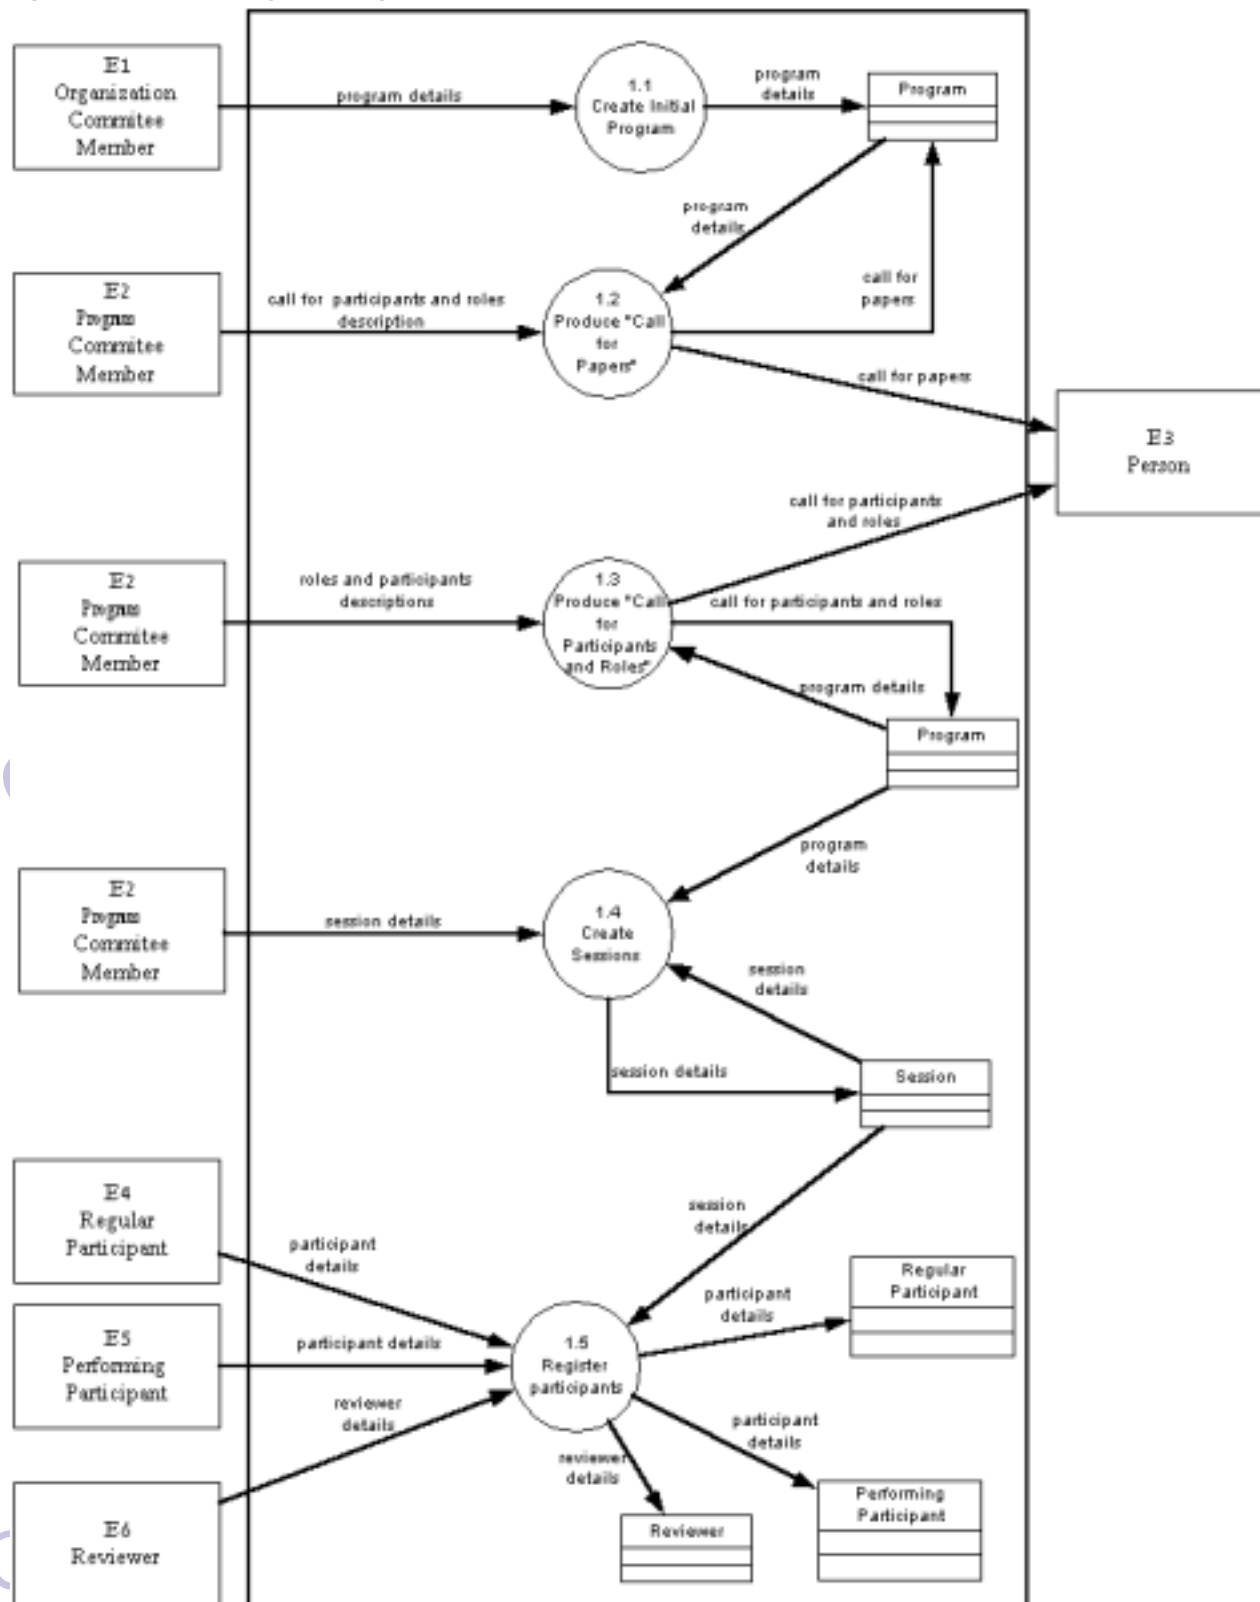 E1
Organization
Commitee
Member
program details
1.1
Create Initial
Program
program
details
Program
program
details
call for
papers
E2
Program
Commitee
Member
call for participants and roles
description
1.2
Produce "Call
for
Papers"
call for papers
E3
Person
call for participants
and roles
E2
Program
Commitee
Member
roles and participants
descriptions
1.3
Produce "Call
for
Participants
and Roles"
call for participants and roles
program details
Program
program
details
E2
Program
Commitee
Member
session details
1.4
Create
Sessions
session
details
session details
Session
session
details
E4
Regular
Participant
participant
details
E5
Performing
Participant
participant details
1.5
Register
participants
participant
details
Regular
Participant
reviewer
details
participant
details
reviewer
details
E6
Reviewer
Reviewer
Performing
Participant